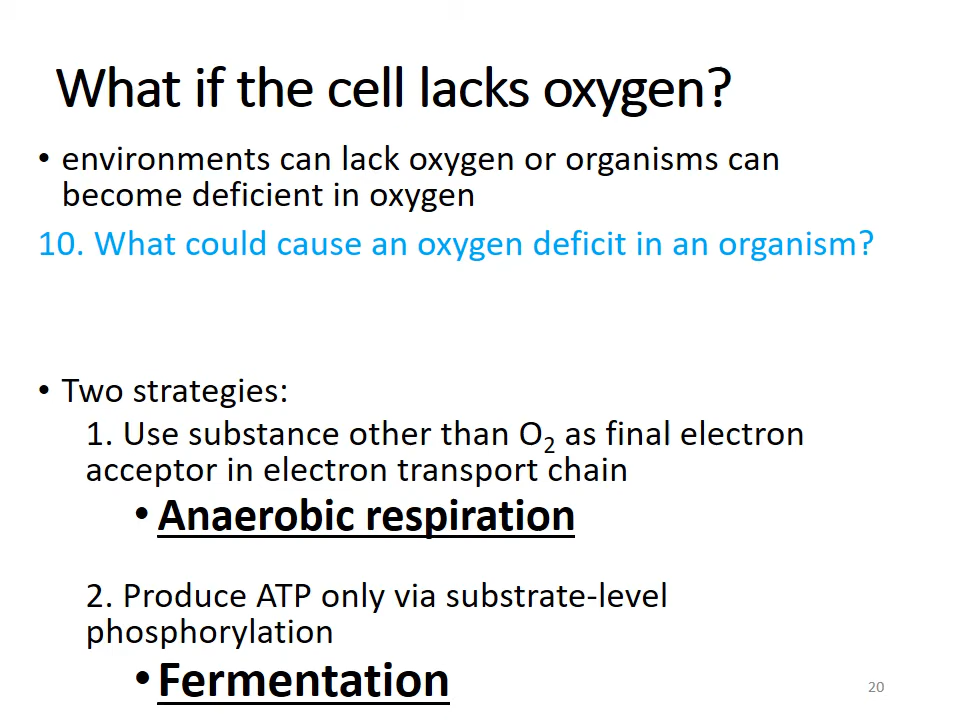 What if the cell lacks oxygen?
• environments can lack oxygen or organisms can
become deficient in oxygen
10. What could cause an oxygen deficit in an organism?
• Two strategies:
1. Use substance other than O₂ as final electron
acceptor in electron transport chain
• Anaerobic respiration
2. Produce ATP only via substrate-level
phosphorylation
• Fermentation
20